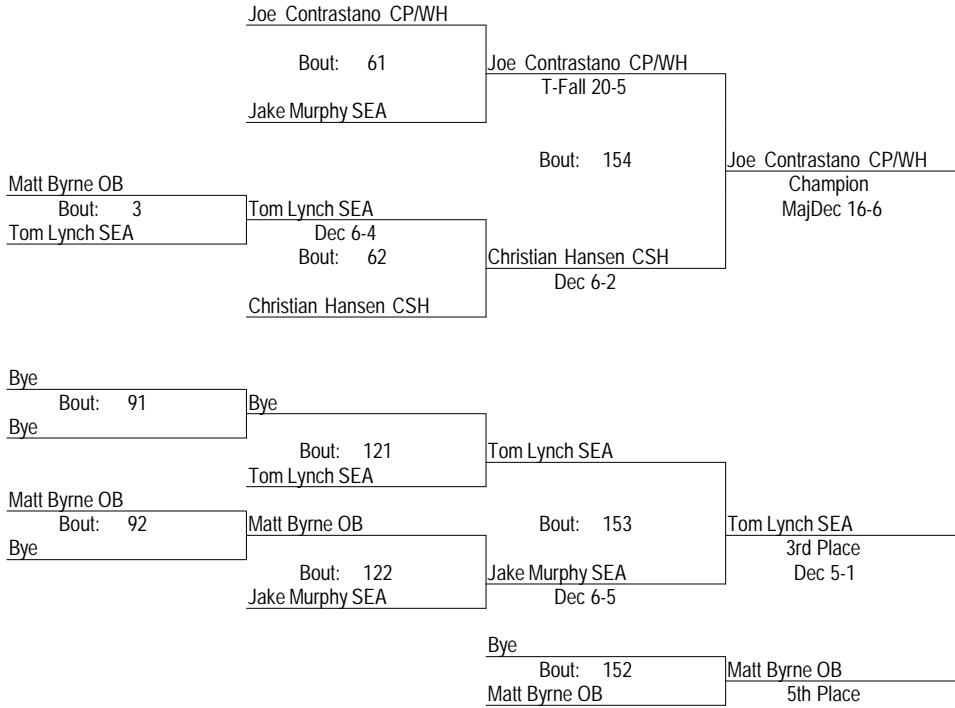 Joe Contrastano CP/WH
Bout: 61
Joe Contrastano CP/WH
T-Fall 20-5
Jake Murphy SEA
Bout: 154
Joe Contrastano CP/WH
Champion
MajDec 16-6
Matt Byrne OB
Bout: 3
Tom Lynch SEA
Tom Lynch SEA
Dec 6-4
Bout: 62
Christian Hansen CSH
Dec 6-2
Christian Hansen CSH
Bye
Bout: 91
Bye
Bye
Bout: 121
Tom Lynch SEA
Tom Lynch SEA
Matt Byrne OB
Bout: 92
Bye
Matt Byrne OB
Bout: 153
Tom Lynch SEA
3rd Place
Dec 5-1
Bout: 122
Jake Murphy SEA
Dec 6-5
Jake Murphy SEA
Bye
Bout: 152
Matt Byrne OB
Matt Byrne OB
5th Place